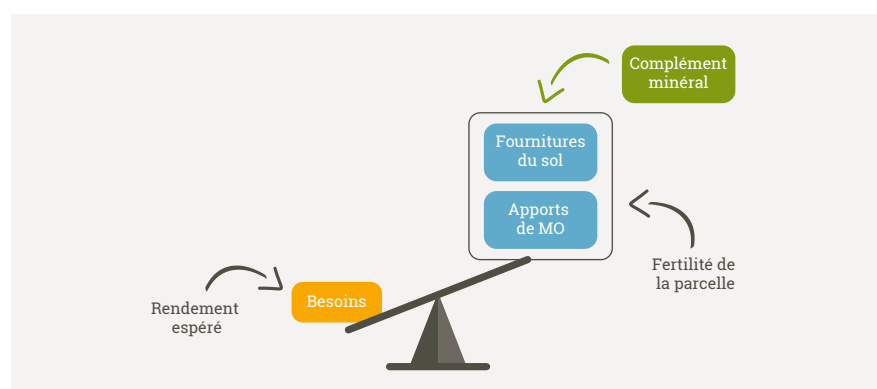 Complément
minéral
Fournitures
du sol
Apports
de MO
Fertilité de
la parcelle
Besoins
Rendement
espéré